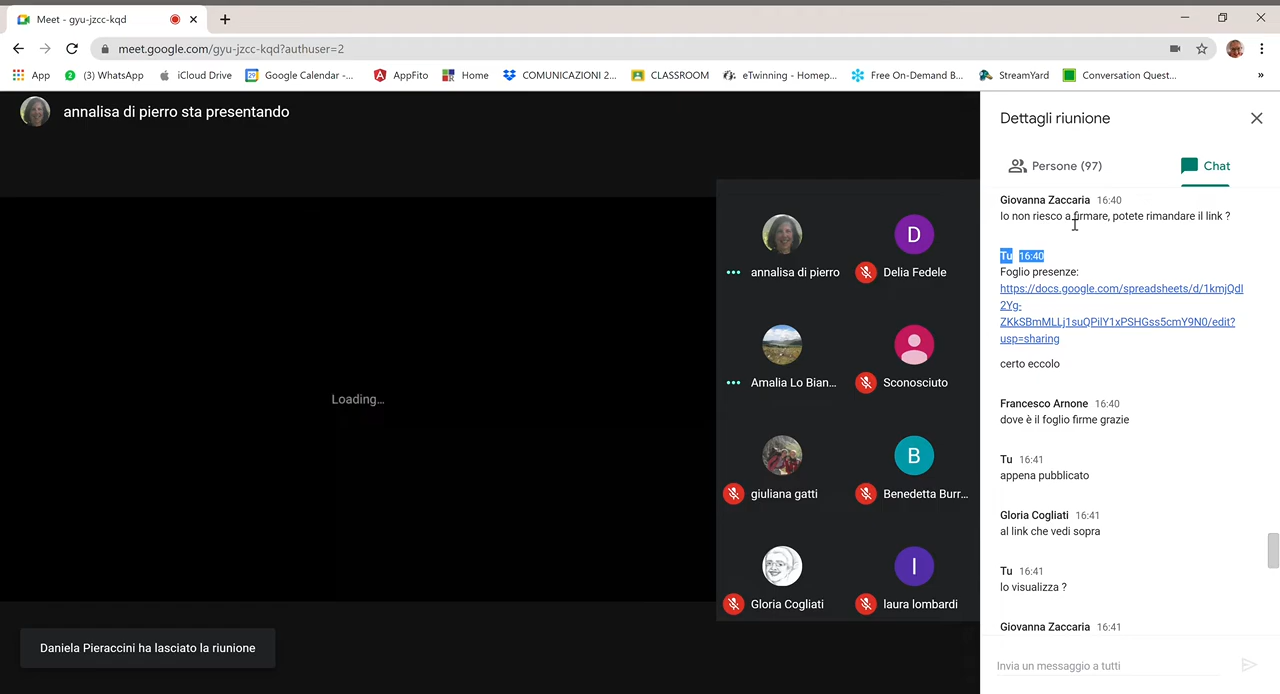 Meet - gyu-jzcc-kqd
meet.google.com/gyu-jzcc-kqd?authuser=2
App
(3) WhatsApp
iCloud Drive
Google Calendar -...
AppFito
Home
COMUNICAZIONI 2...
CLASSROOM
eTwinning - Homep...
Free On-Demand B...
StreamYard
Conversation Quest...
»
annalisa di pierro sta presentando
Loading...
annalisa di pierro
D
Delia Fedele
Amalia Lo Bian...
Sconosciuto
giuliana gatti
B
Benedetta Burr...
Gloria Cogliati
l
laura lombardi
Daniela Pieraccini ha lasciato la riunione
Dettagli riunione
Persone (97)
Chat
Giovanna Zaccaria 16:40
Io non riesco a firmare, potete rimandare il link ?
Tu 16:40
Foglio presenze:
https://docs.google.com/spreadsheets/d/1kmjQdI
2Yg-
ZKkSBmMLLj1suQPilY1xPSHGss5cmY9N0/edit?
usp=sharing
certo eccolo
Francesco Arnone 16:40
dove è il foglio firme grazie
Tu 16:41
appena pubblicato
Gloria Cogliati 16:41
al link che vedi sopra
Tu 16:41
lo visualizza ?
Giovanna Zaccaria 16:41
Invia un messaggio a tutti